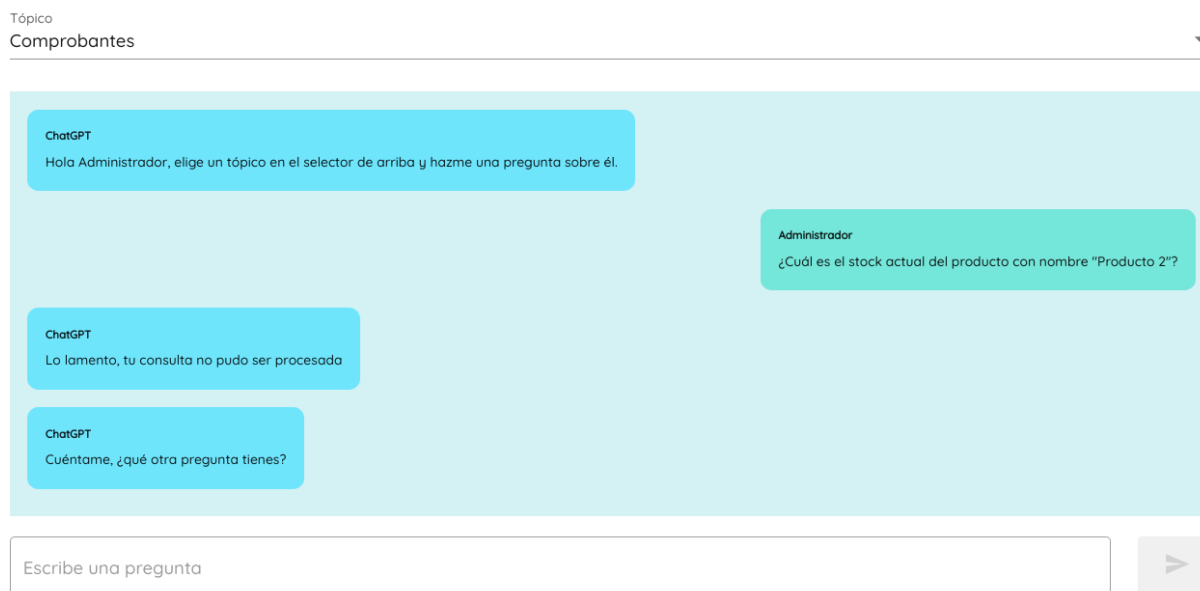 Tópico
Comprobantes
ChatGPT
Hola Administrador, elige un tópico en el selector de arriba y hazme una pregunta sobre él.
Administrador
¿Cuál es el stock actual del producto con nombre "Producto 2"?
ChatGPT
Lo lamento, tu consulta no pudo ser procesada
ChatGPT
Cuéntame, ¿qué otra pregunta tienes?
Escribe una pregunta